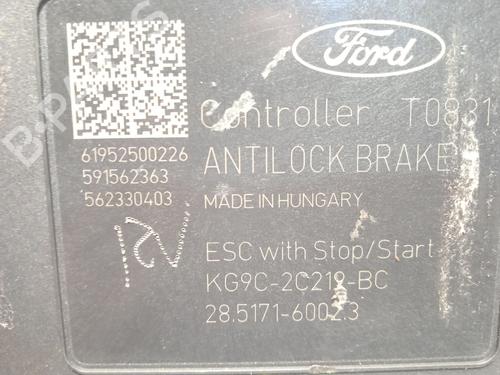 Ford
Controller T0831
61952500226
591562363
562330403
ANTILOCK BRAKE
MADE IN HUNGARY
ESC with Stop/Start
KG9C-2C219-BC
28.5171-6002.3